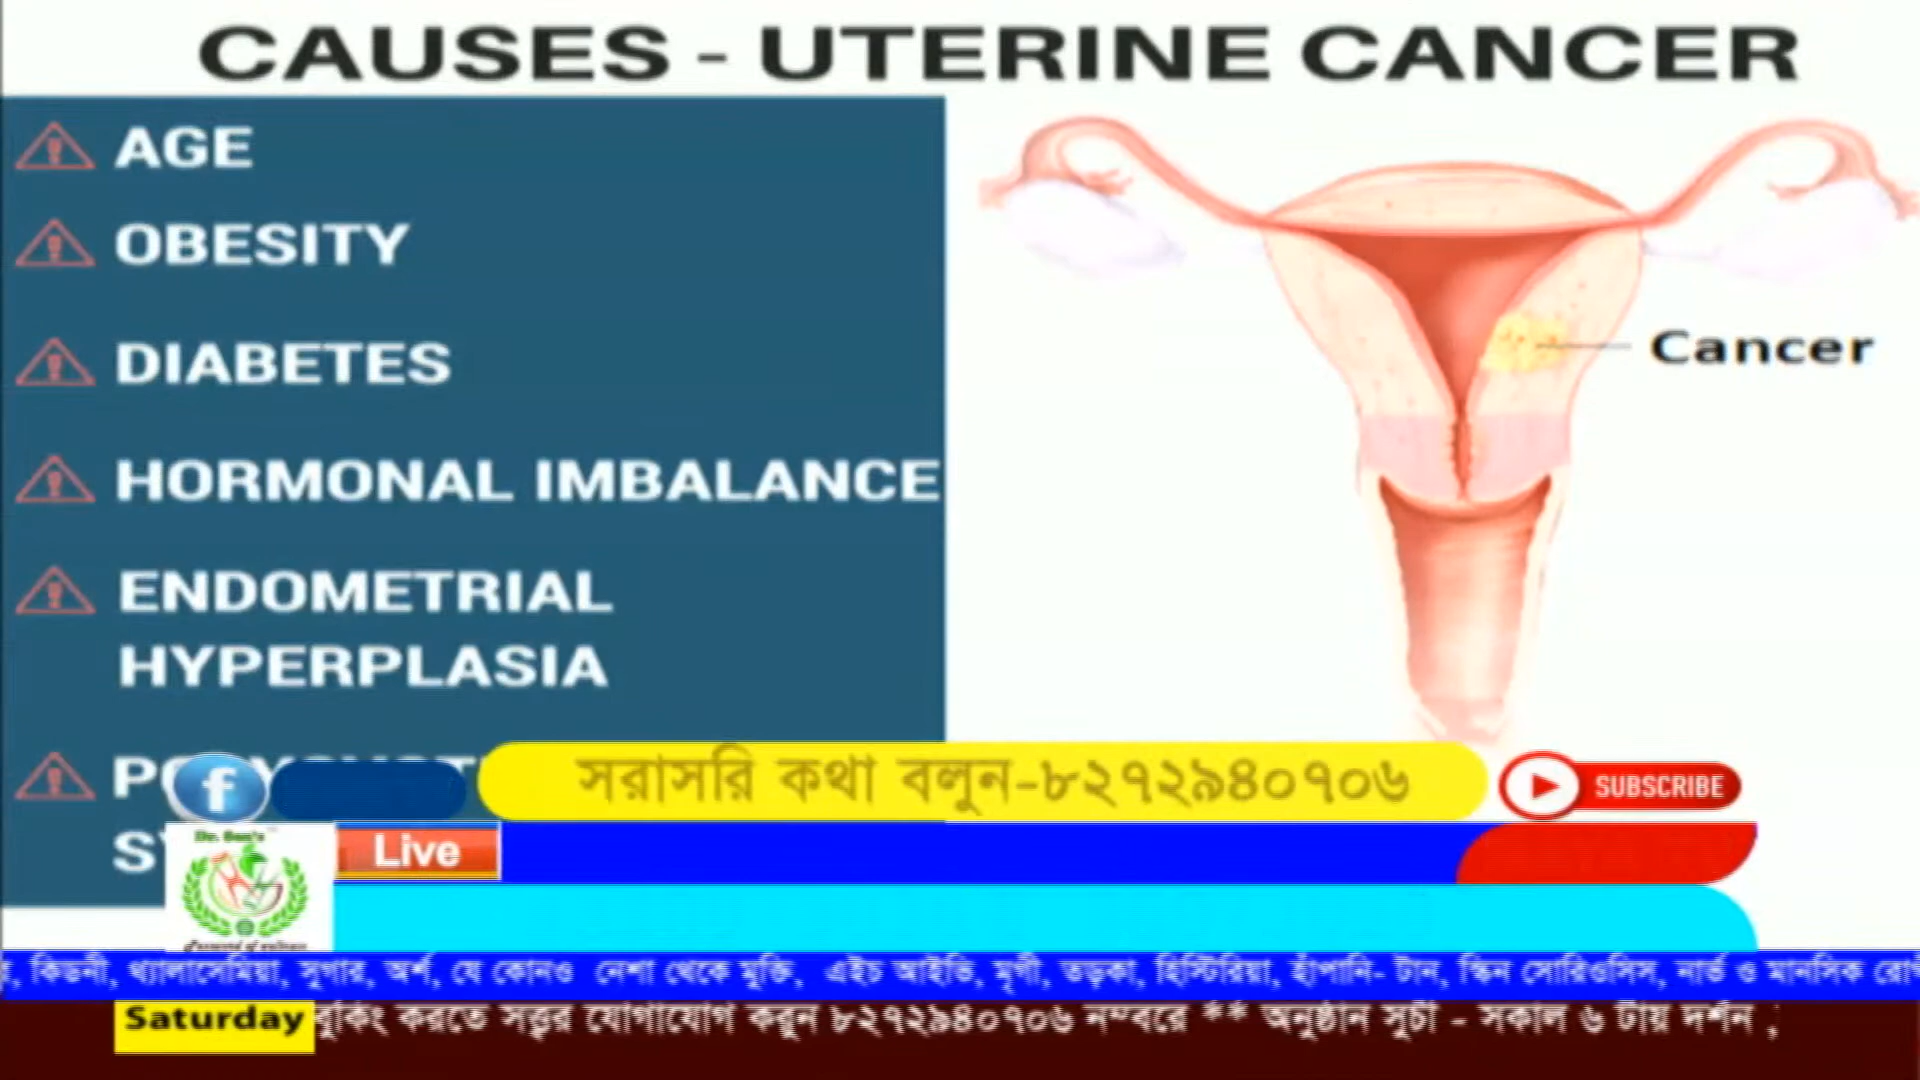 CAUSES - UTERINE CANCER
AGE
OBESITY
DIABETES
HORMONAL IMBALANCE
Cancer
ENDOMETRIAL
HYPERPLASIA
সরাসরি কথা বলুন-৮২৭২৯৪০৭০৬
SUBSCRIBE
Dr. Bon's
Live
কিডনী, থ্যালাসেমিয়া, সুগার, অর্শ, যে কোনও নেশা থেকে মুক্তি, এইচ আইভি, মৃগী, তড়কা, হিস্টিরিয়া, হাঁপানি- টান, স্কিন সোরিওসিস, নার্ভ ও মানসিক
Saturday বুকিং করতে সত্ত্বর যোগাযোগ করুন ৮২৭২৯৪০৭০৬ নম্বরে ** অনুষ্ঠান সূচী - সকাল ৬ টায় দর্শন ,